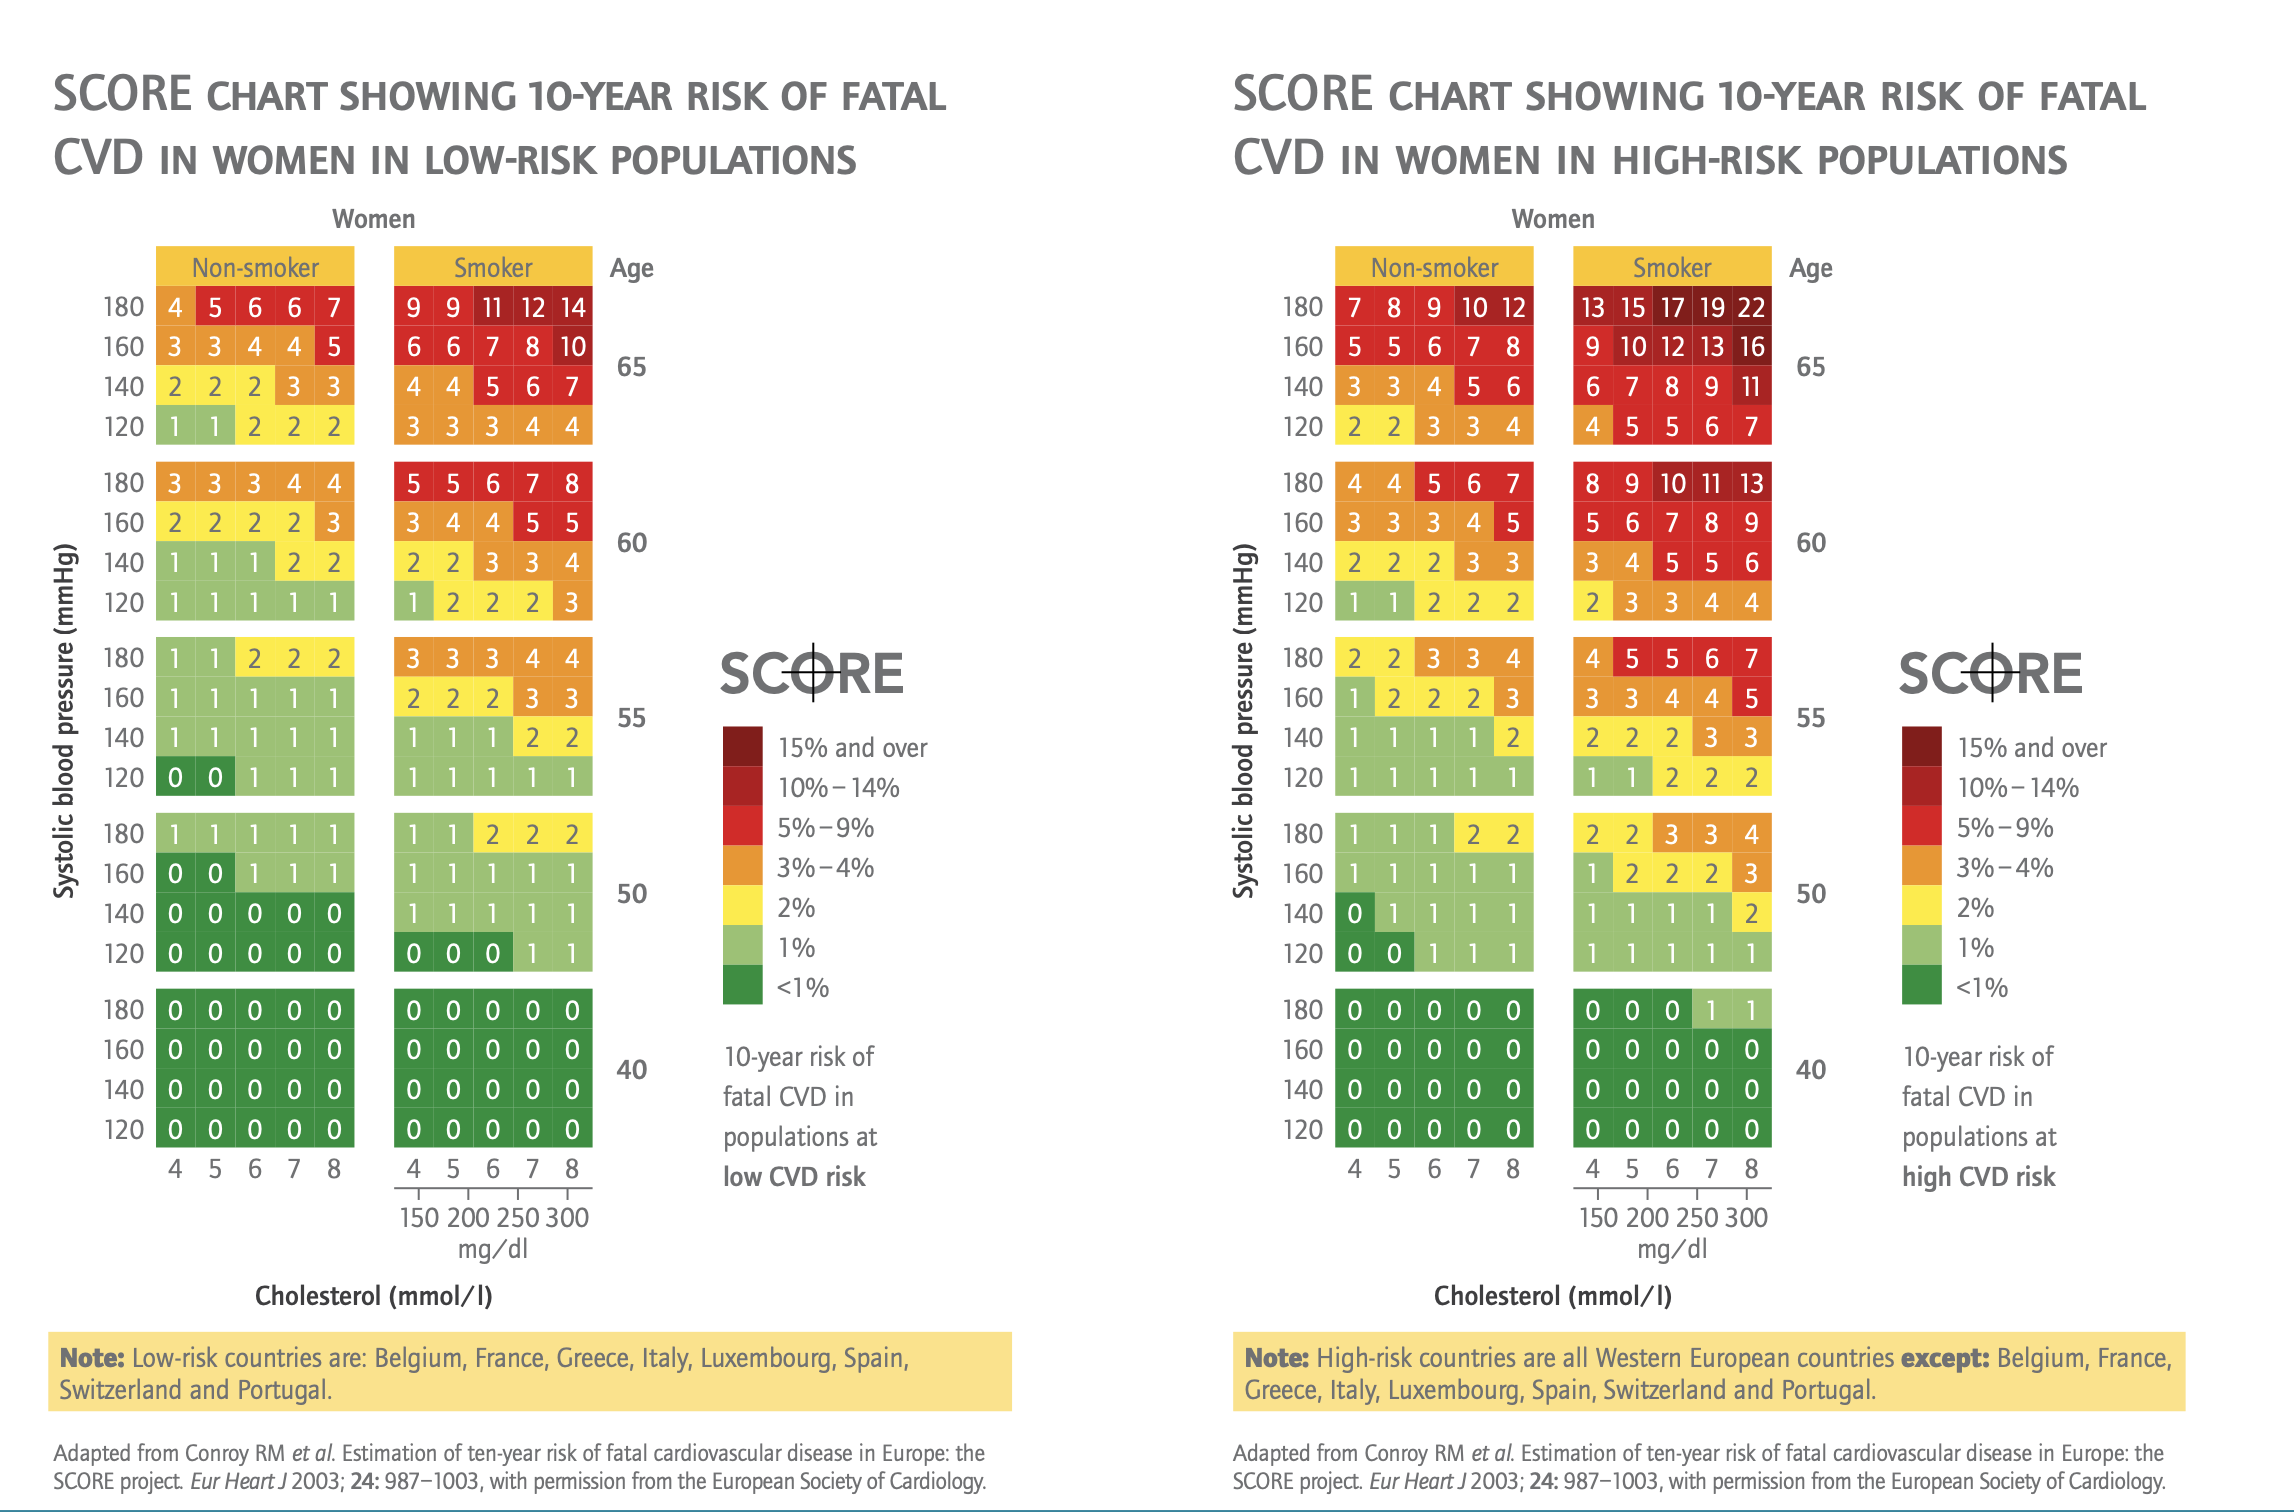 SCORE CHART SHOWING 10-YEAR RISK OF FATAL
CVD IN WOMEN IN LOW-RISK POPULATIONS
Women
Non-smoker Smoker Age
180 4 5 6 6 7 9 9 11 12 14
160 3 3 4 4 5 6 6 7 8 10
65
140 2 2 2 3 3 4 4 5 6 7
120 1 1 2 2 2 3 3 3 4 4
180 3 3 3 4 4 5 5 6 7 8
160 2 2 2 2 3 3 4 4 5 5
60
140 1 1 1 2 2 2 2 3 3 4
120 1 1 1 1 1 1 2 2 2 3
180 1 1 2 2 2 3 3 3 4 4
160 1 1 1 1 1 2 2 2 3 3
55
140 1 1 1 1 1 1 1 1 2 2
120 0 0 1 1 1 1 1 1 1 1
180 1 1 1 1 1 1 1 2 2 2
160 0 0 1 1 1 1 1 1 1 1
50
140 0 0 0 0 0 1 1 1 1 1
120 0 0 0 0 0 0 0 0 1 1
180 0 0 0 0 0 0 0 0 0 0
160 0 0 0 0 0 0 0 0 0 0
40
140 0 0 0 0 0 0 0 0 0 0
120 0 0 0 0 0 0 0 0 0 0
4 5 6 7 8 4 5 6 7 8
150 200 250 300
mg/dl
Systolic blood pressure (mmHg)
Cholesterol (mmol/l)
SCORE
15% and over
10%–14%
5%–9%
3%–4%
2%
1%
<1%
10-year risk of
fatal CVD in
populations at
low CVD risk
Note: Low-risk countries are: Belgium, France, Greece, Italy, Luxembourg, Spain,
Switzerland and Portugal.
Adapted from Conroy RM et al. Estimation of ten-year risk of fatal cardiovascular disease in Europe: the
SCORE project. Eur Heart J 2003; 24: 987–1003, with permission from the European Society of Cardiology.
SCORE CHART SHOWING 10-YEAR RISK OF FATAL
CVD IN WOMEN IN HIGH-RISK POPULATIONS
Women
Non-smoker Smoker Age
180 7 8 9 10 12 13 15 17 19 22
160 5 5 6 7 8 9 10 12 13 16
65
140 3 3 4 5 6 6 7 8 9 11
120 2 2 3 3 4 4 5 5 6 7
180 4 4 5 6 7 8 9 10 11 13
160 3 3 3 4 5 5 6 7 8 9
60
140 2 2 2 3 3 3 4 5 5 6
120 1 1 2 2 2 2 3 3 4 4
180 2 2 3 3 4 4 5 5 6 7
160 1 2 2 2 3 3 3 4 4 5
55
140 1 1 1 1 2 2 2 2 3 3
120 1 1 1 1 1 1 1 2 2 2
180 1 1 1 2 2 2 2 3 3 4
160 1 1 1 1 1 1 2 2 2 3
50
140 0 1 1 1 1 1 1 1 1 2
120 0 0 1 1 1 1 1 1 1 1
180 0 0 0 0 0 0 0 0 1 1
160 0 0 0 0 0 0 0 0 0 0
40
140 0 0 0 0 0 0 0 0 0 0
120 0 0 0 0 0 0 0 0 0 0
4 5 6 7 8 4 5 6 7 8
150 200 250 300
mg/dl
Systolic blood pressure (mmHg)
Cholesterol (mmol/l)
SCORE
15% and over
10%–14%
5%–9%
3%–4%
2%
1%
<1%
10-year risk of
fatal CVD in
populations at
high CVD risk
Note: High-risk countries are all Western European countries except: Belgium, France,
Greece, Italy, Luxembourg, Spain, Switzerland and Portugal.
Adapted from Conroy RM et al. Estimation of ten-year risk of fatal cardiovascular disease in Europe: the
SCORE project. Eur Heart J 2003; 24: 987–1003, with permission from the European Society of Cardiology.